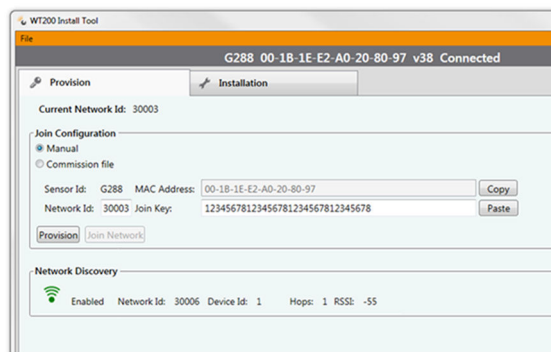 WT200 Install Tool
File
G288 00-1B-1E-E2-A0-20-80-97 v38 Connected
Provision
Installation
Current Network Id: 30003
Join Configuration
Manual
Commission file
Sensor Id: G288 MAC Address: 00-1B-1E-E2-A0-20-80-97 Copy
Network Id: 30003 Join Key: 12345678123456781234567812345678 Paste
Provision Join Network
Network Discovery
Enabled Network Id: 30006 Device Id: 1 Hops: 1 RSSI: -55